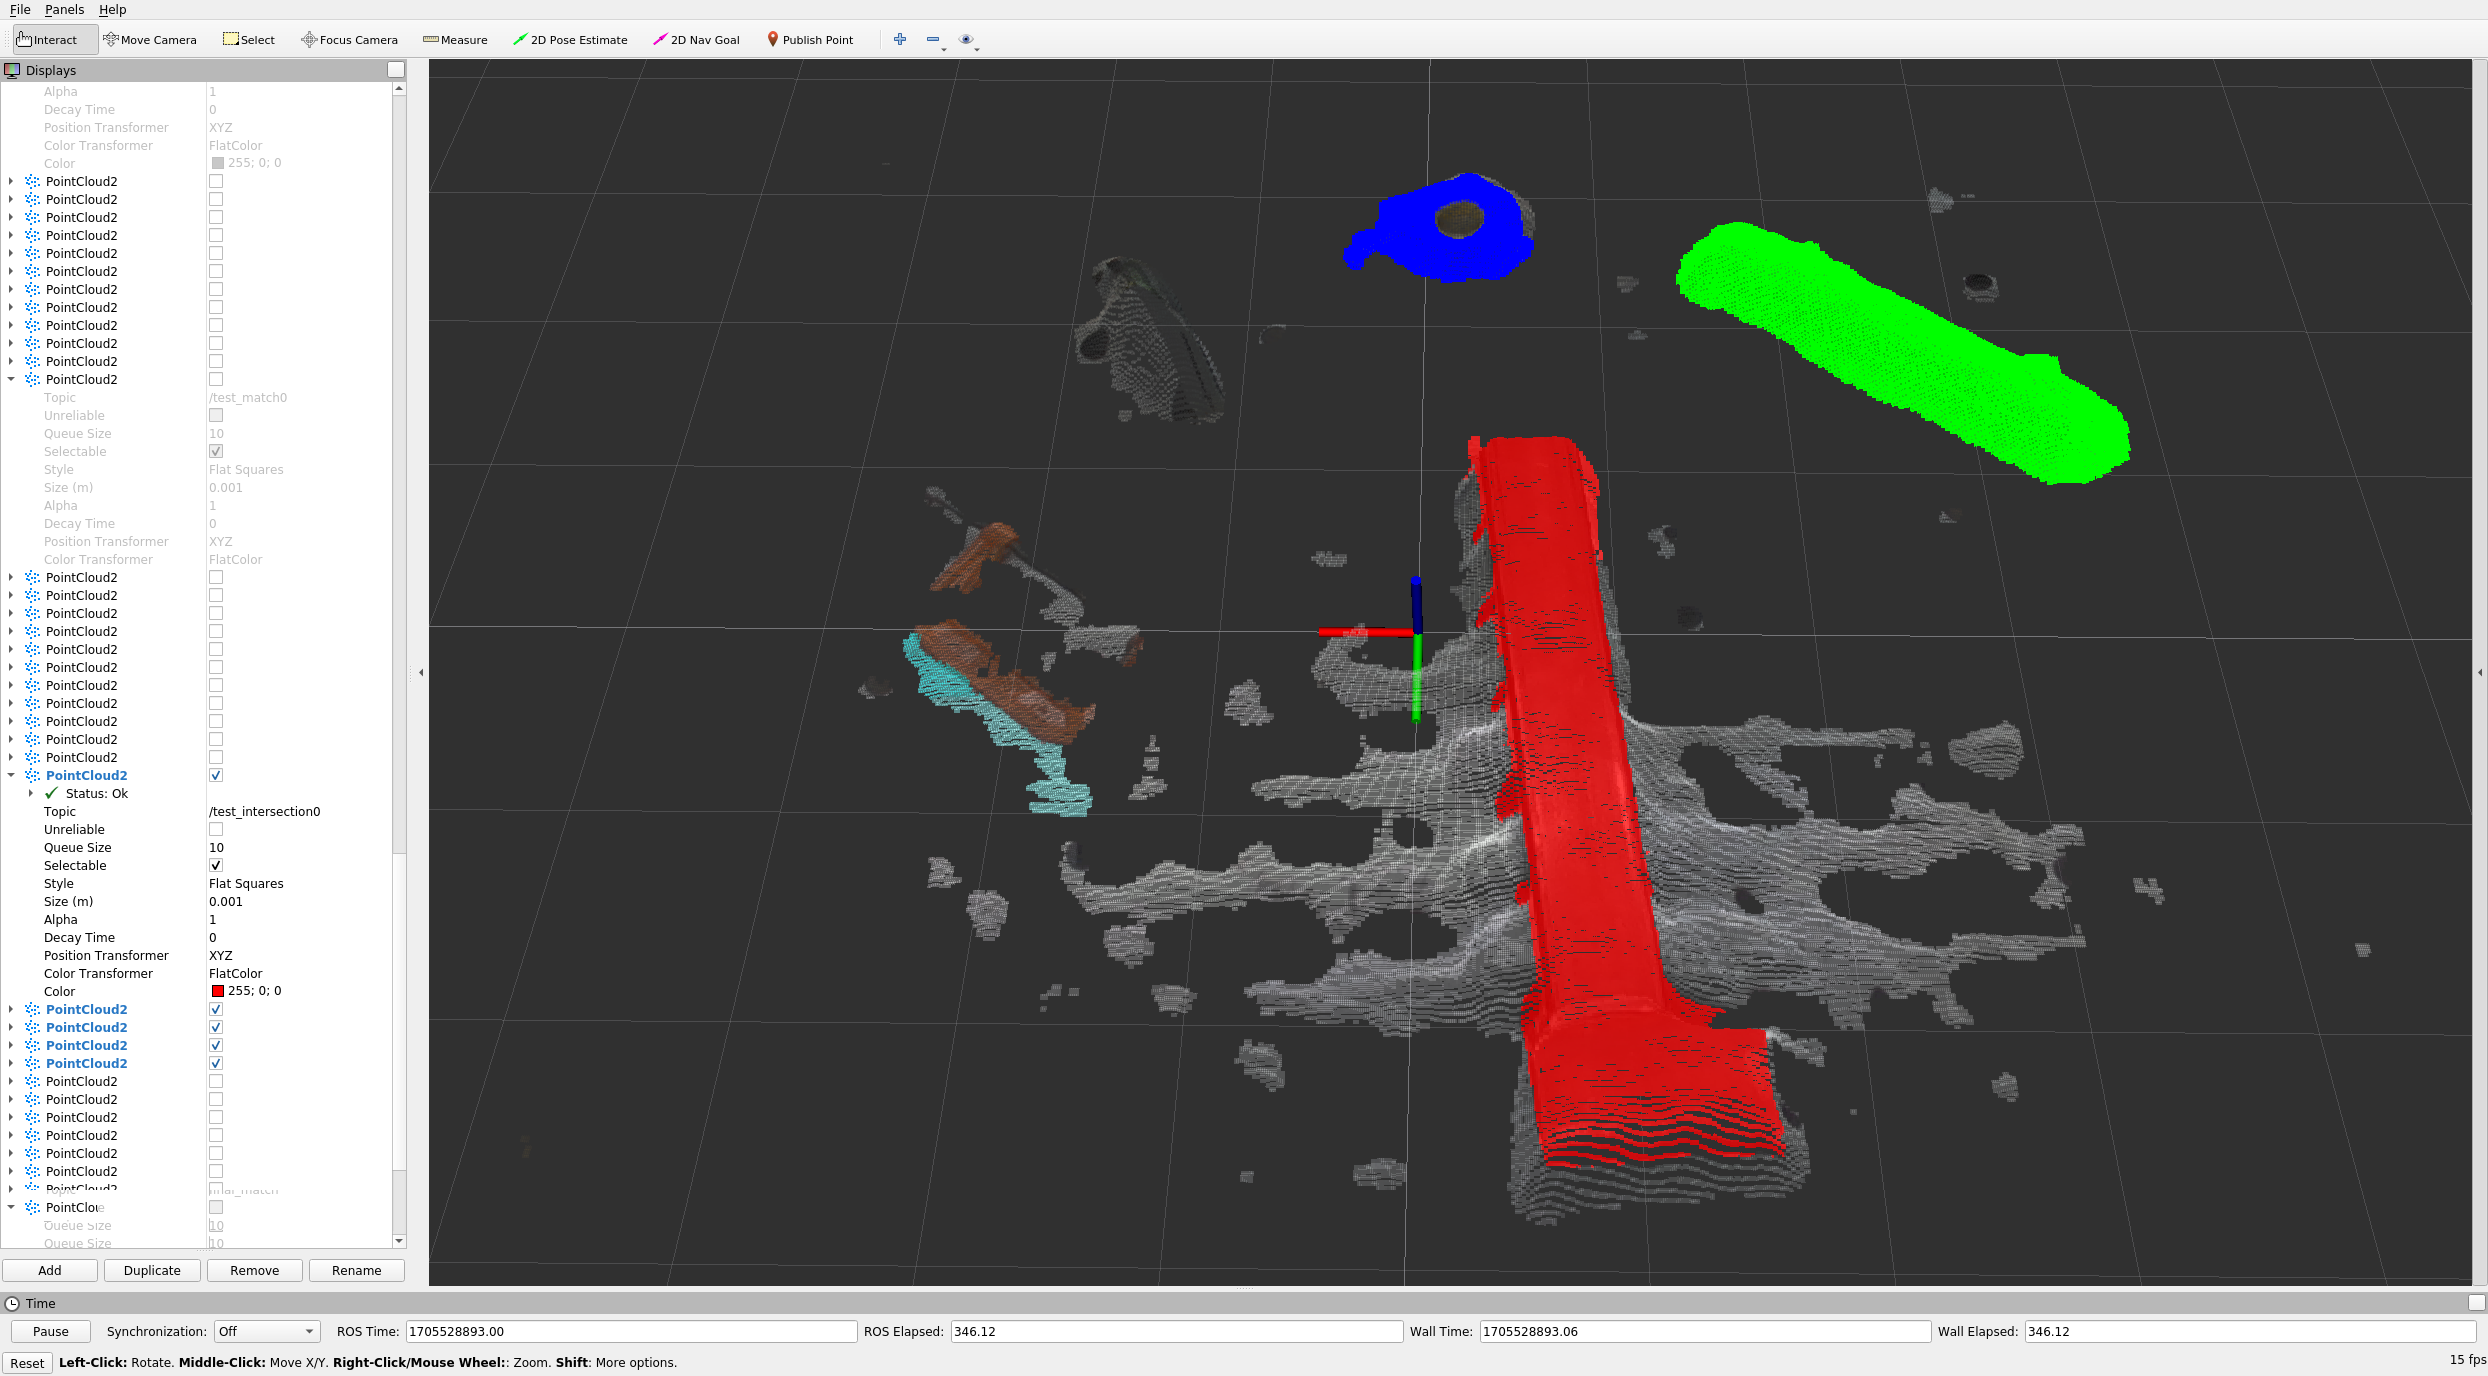 File Panels Help
Interact Move Camera Select Focus Camera Measure 2D Pose Estimate 2D Nav Goal Publish Point
Displays
Alpha 1
Decay Time 0
Position Transformer XYZ
Color Transformer FlatColor
Color 255; 0; 0
PointCloud2
PointCloud2
PointCloud2
PointCloud2
PointCloud2
PointCloud2
PointCloud2
PointCloud2
PointCloud2
PointCloud2
PointCloud2
PointCloud2
Topic /test_match0
Unreliable
Queue Size 10
Selectable
Style Flat Squares
Size (m) 0.001
Alpha 1
Decay Time 0
Position Transformer XYZ
Color Transformer FlatColor
PointCloud2
PointCloud2
PointCloud2
PointCloud2
PointCloud2
PointCloud2
PointCloud2
PointCloud2
PointCloud2
PointCloud2
PointCloud2
PointCloud2
Status: Ok
Topic /test_intersection0
Unreliable
Queue Size 10
Selectable
Style Flat Squares
Size (m) 0.001
Alpha 1
Decay Time 0
Position Transformer XYZ
Color Transformer FlatColor
Color 255; 0; 0
PointCloud2
PointCloud2
PointCloud2
PointCloud2
PointCloud2
PointCloud2
PointCloud2
PointCloud2
PointCloud2
PointCloud2
Queue Size 10
Queue Size 10
Add Duplicate Remove Rename
Time
Pause Synchronization: Off ROS Time: 1705528893.00 ROS Elapsed: 346.12 Wall Time: 1705528893.06 Wall Elapsed: 346.12
Reset Left-Click: Rotate. Middle-Click: Move X/Y. Right-Click/Mouse Wheel:: Zoom. Shift: More options. 15 fps